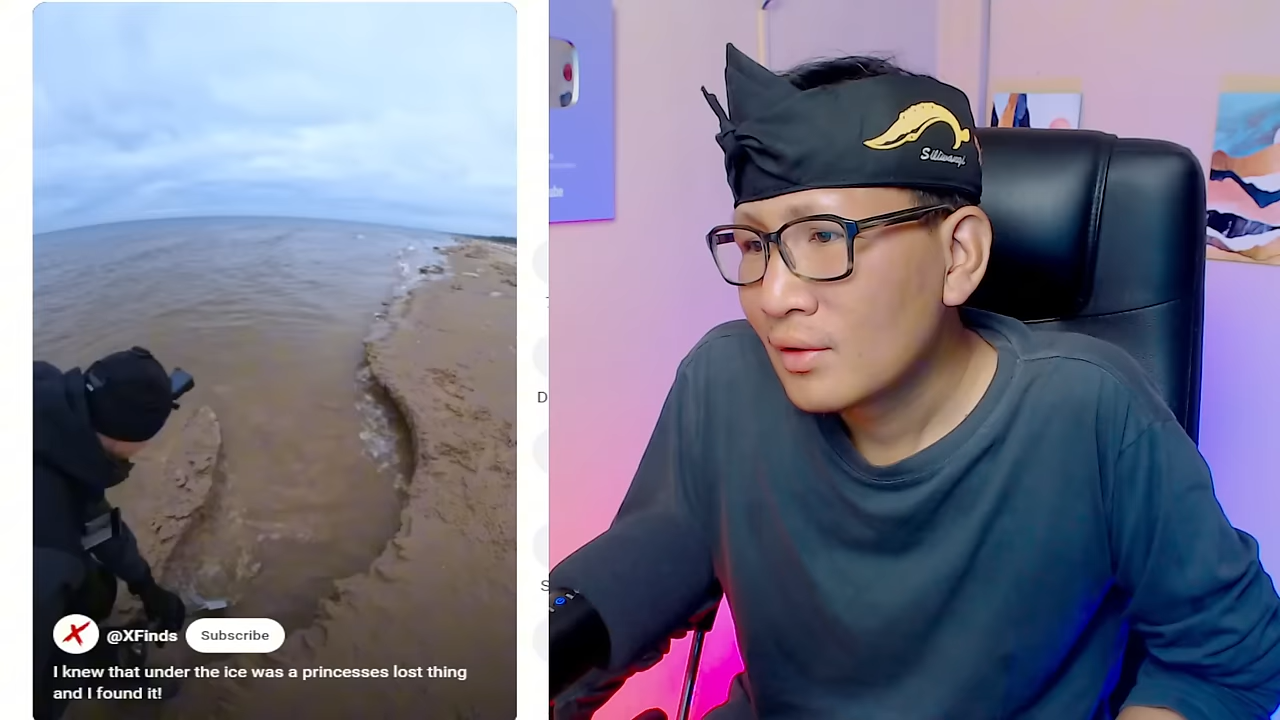 @XFinds
Subscribe
I knew that under the ice was a princesses lost thing
and I found it!
D
S
Siliwangi